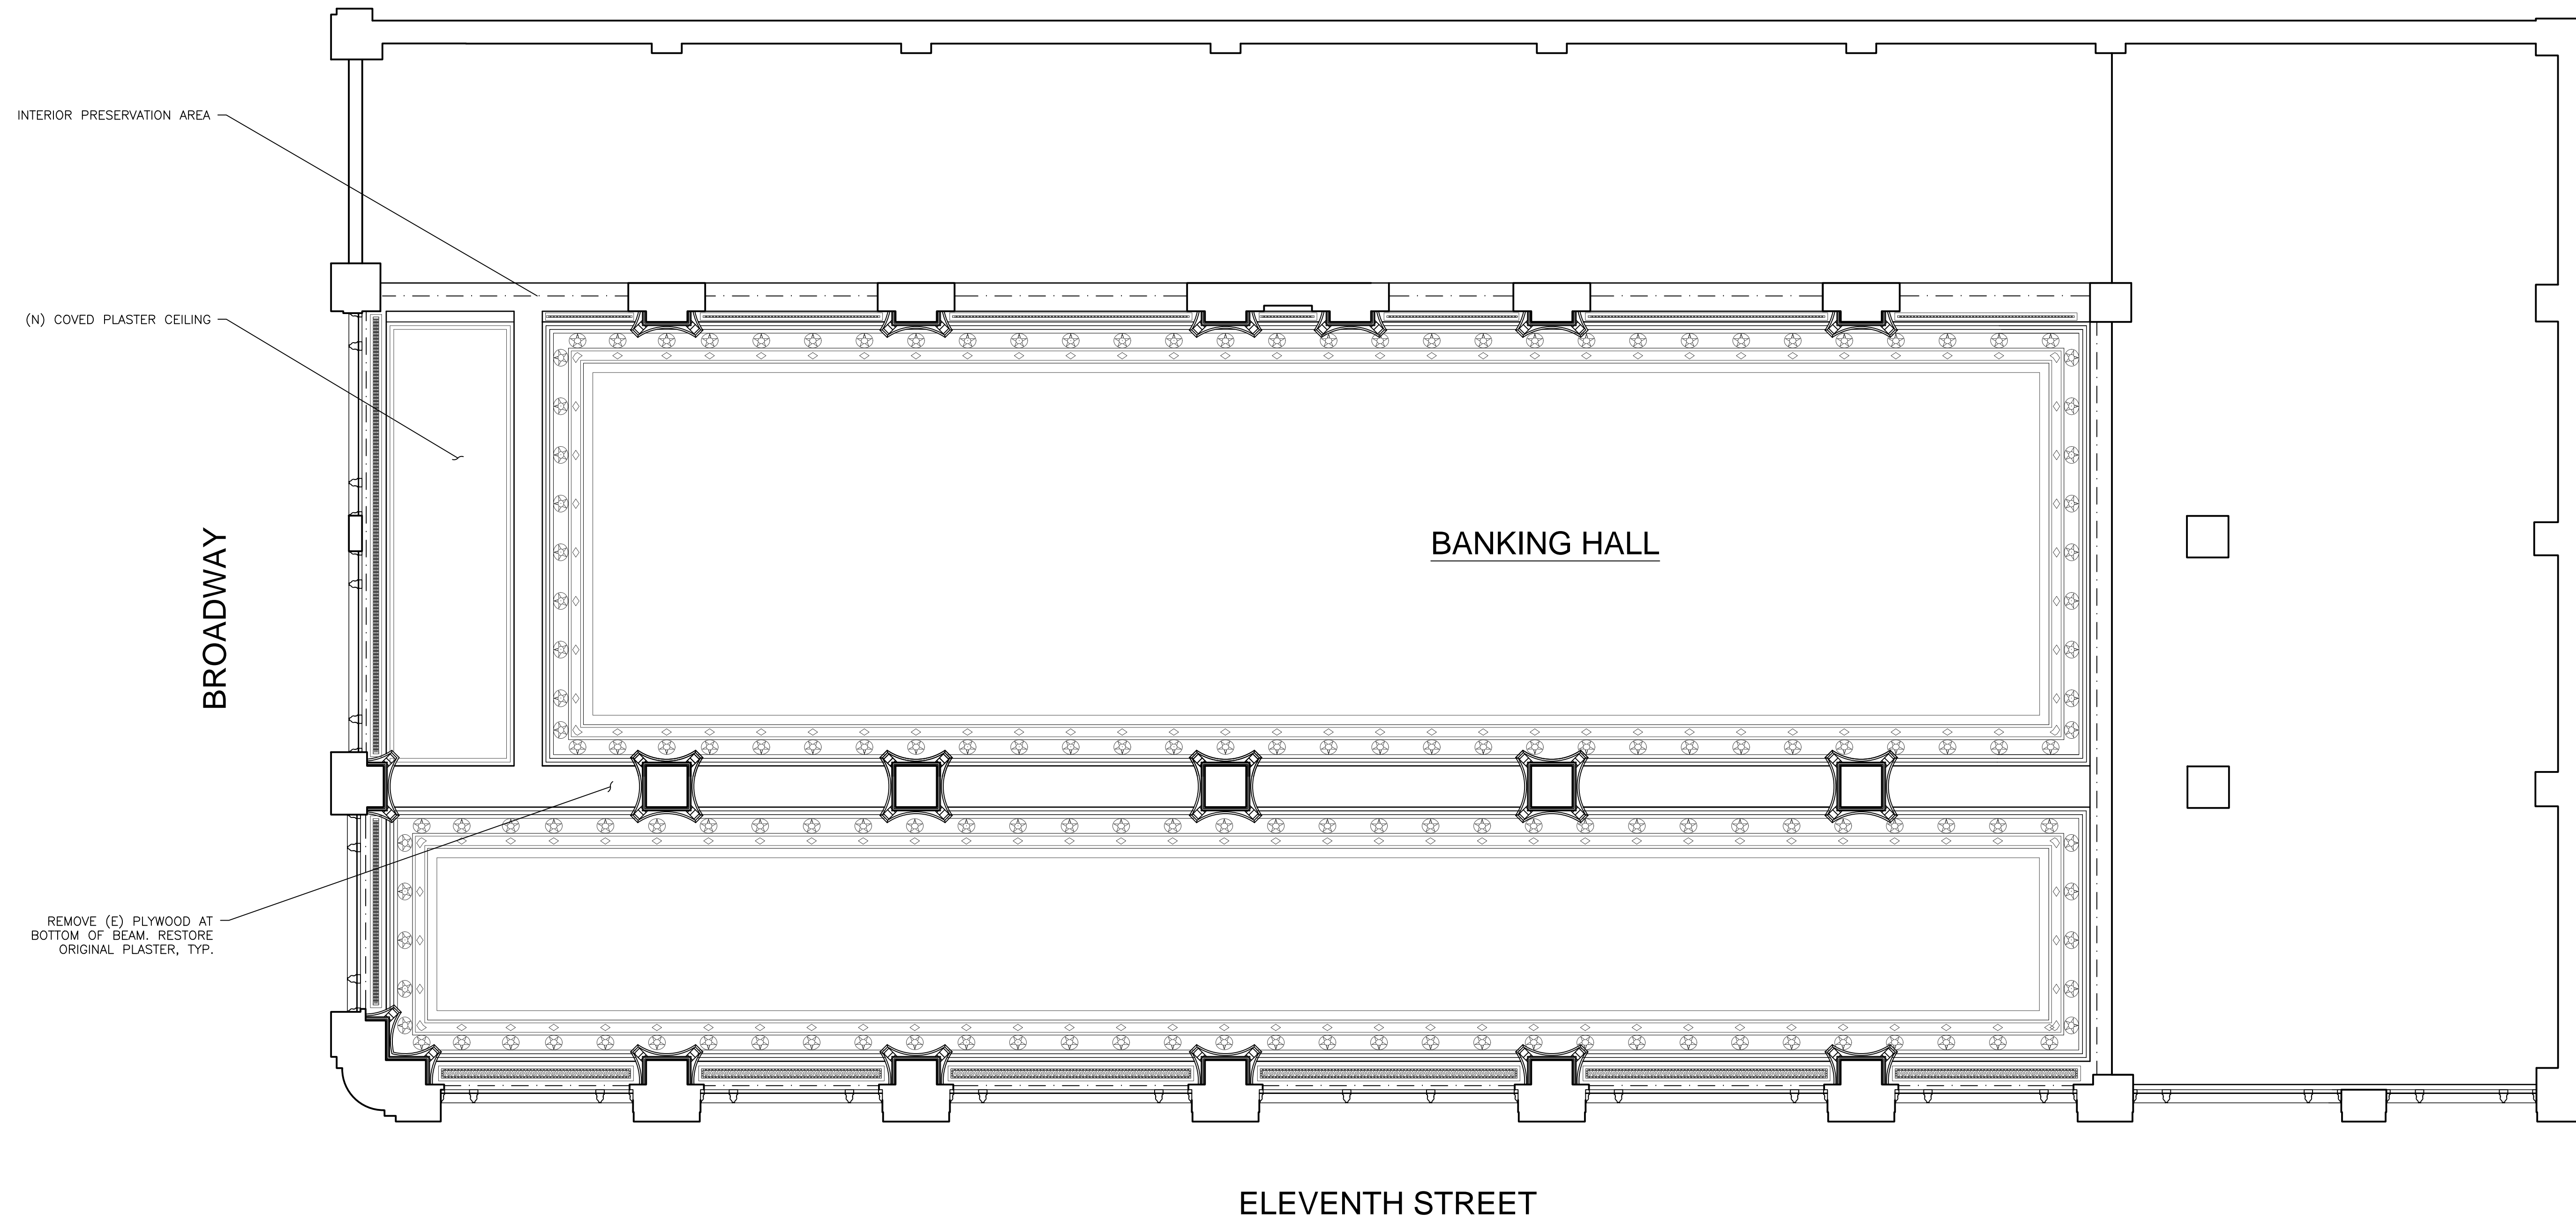 INTERIOR PRESERVATION AREA
(N) COVED PLASTER CEILING
BANKING HALL
BROADWAY
REMOVE (E) PLYWOOD AT
BOTTOM OF BEAM. RESTORE
ORIGINAL PLASTER, TYP.
ELEVENTH STREET